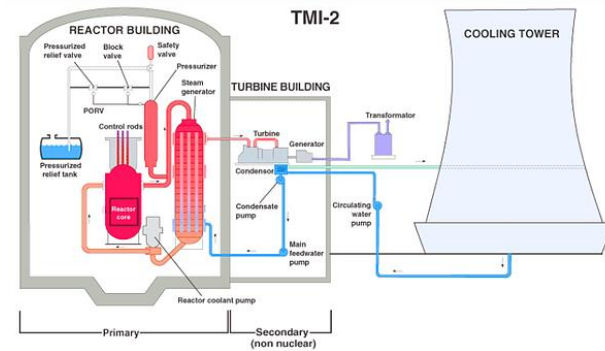 TMI-2
REACTOR BUILDING
COOLING TOWER
Pressurized
relief valve
Block
valve
Safety
valve
Pressurizer
Steam
generator
TURBINE BUILDING
PORV
Transformator
Turbine
Generator
Control rods
Pressurized
relief tank
Condensor
Reactor
core
Condensate
pump
Circulating
water
pump
Main
feedwater
pump
Reactor coolant pump
Primary
Secondary
(non nuclear)